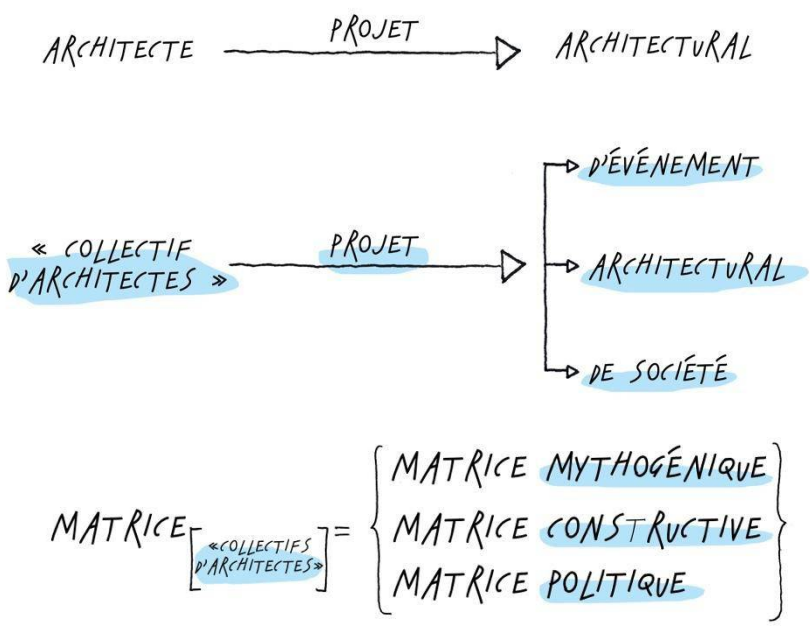 ARCHITECTE PROJET ARCHITECTURAL
D'ÉVÉNEMENT
« COLLECTIF
D'ARCHITECTES » PROJET ARCHITECTURAL
DE SOCIÉTÉ
MATRICE MYTHOGÉNIQUE
MATRICE [«COLLECTIFS D'ARCHITECTES»] = MATRICE CONSTRUCTIVE
MATRICE POLITIQUE